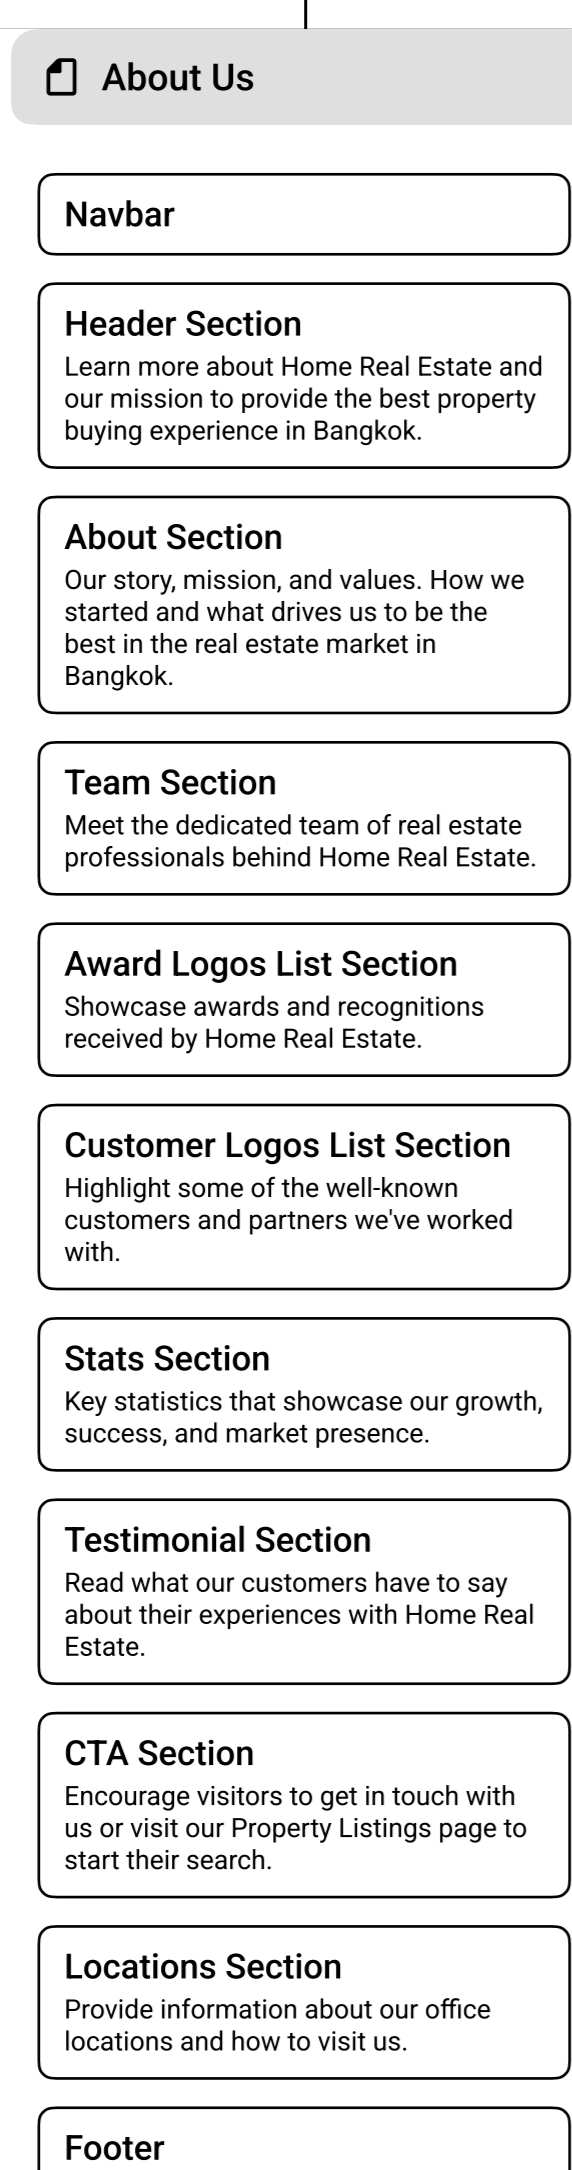 About Us
Navbar
Header Section
Learn more about Home Real Estate and
our mission to provide the best property
buying experience in Bangkok.
About Section
Our story, mission, and values. How we
started and what drives us to be the
best in the real estate market in
Bangkok.
Team Section
Meet the dedicated team of real estate
professionals behind Home Real Estate.
Award Logos List Section
Showcase awards and recognitions
received by Home Real Estate.
Customer Logos List Section
Highlight some of the well-known
customers and partners we've worked
with.
Stats Section
Key statistics that showcase our growth,
success, and market presence.
Testimonial Section
Read what our customers have to say
about their experiences with Home Real
Estate.
CTA Section
Encourage visitors to get in touch with
us or visit our Property Listings page to
start their search.
Locations Section
Provide information about our office
locations and how to visit us.
Footer